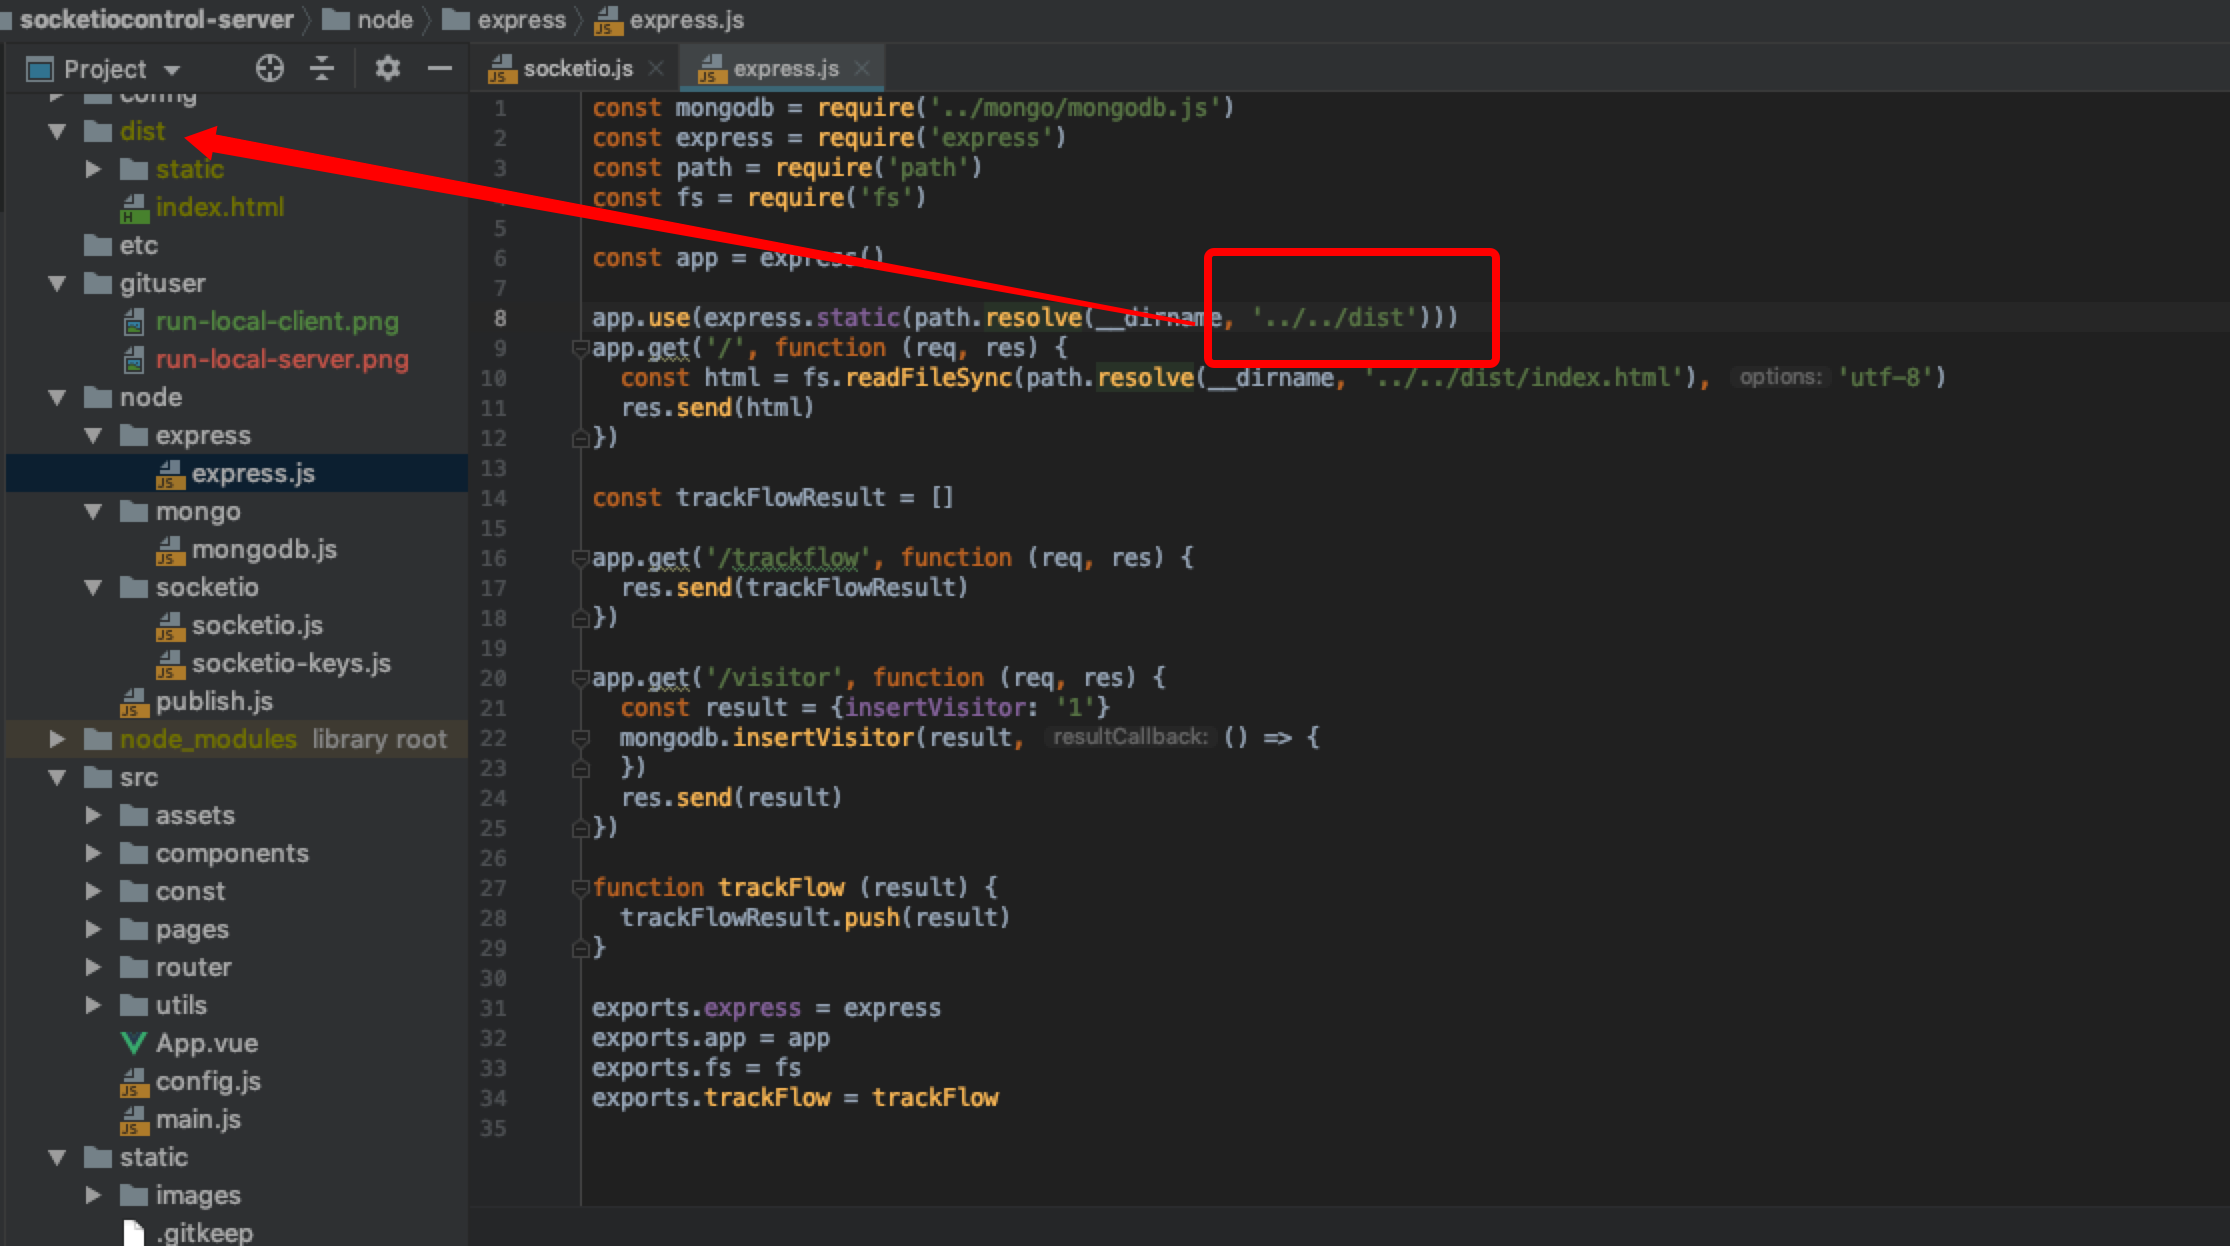 socketiocontrol-server node express express.js
Project
socketio.js express.js
config
dist
static
index.html
etc
gituser
run-local-client.png
run-local-server.png
node
express
express.js
mongo
mongodb.js
socketio
socketio.js
socketio-keys.js
publish.js
node_modules library root
src
assets
components
const
pages
router
utils
App.vue
config.js
main.js
static
images
.gitkeep
1 const mongodb = require('../mongo/mongodb.js')
2 const express = require('express')
3 const path = require('path')
4 const fs = require('fs')
5
6 const app = express()
7
8 app.use(express.static(path.resolve(__dirname, '../../dist')))
9 app.get('/', function (req, res) {
10 const html = fs.readFileSync(path.resolve(__dirname, '../../dist/index.html'), options: 'utf-8')
11 res.send(html)
12 })
13
14 const trackFlowResult = []
15
16 app.get('/trackflow', function (req, res) {
17 res.send(trackFlowResult)
18 })
19
20 app.get('/visitor', function (req, res) {
21 const result = {insertVisitor: '1'}
22 mongodb.insertVisitor(result, resultCallback: () => {
23 })
24 res.send(result)
25 })
26
27 function trackFlow (result) {
28 trackFlowResult.push(result)
29 }
30
31 exports.express = express
32 exports.app = app
33 exports.fs = fs
34 exports.trackFlow = trackFlow
35